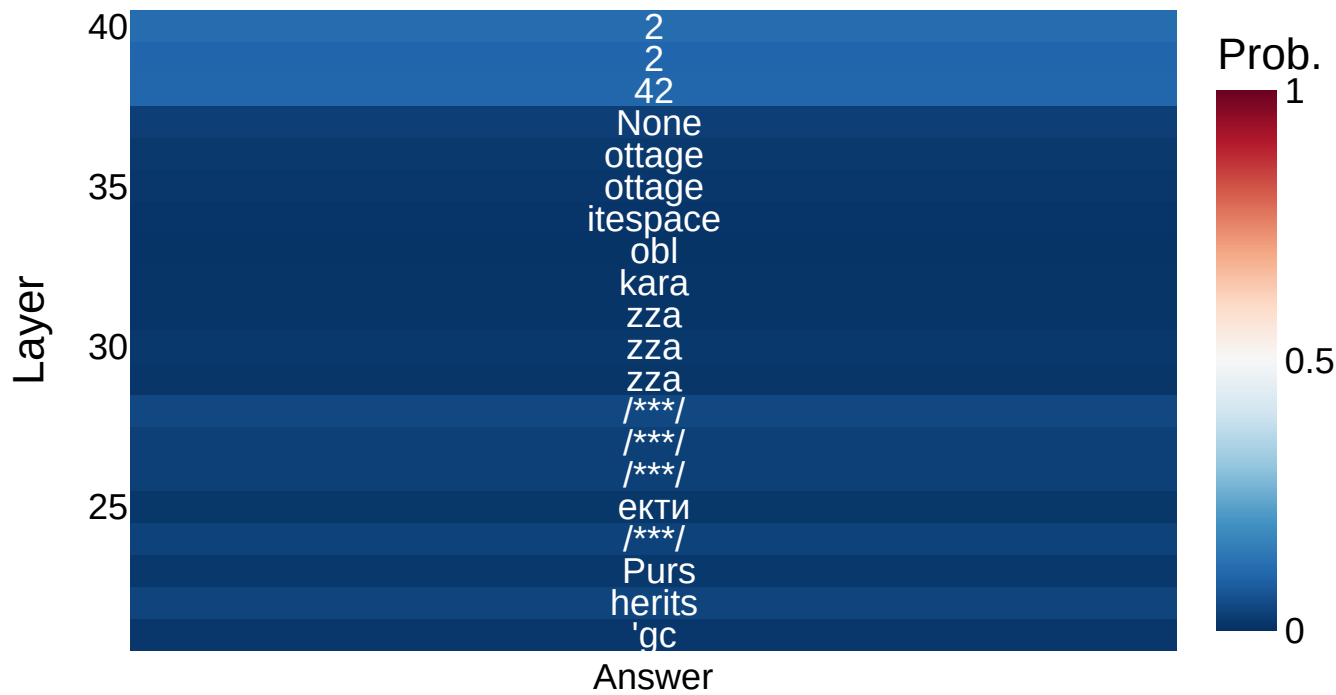 40
2
2
42
None
ottage
35
ottage
itespace
obl
kara
zza
30
zza
zza
/***/
/***/
/***/
25
екти
/***/
Purs
herits
'gc
Layer
Answer
Prob.
1
0.5
0